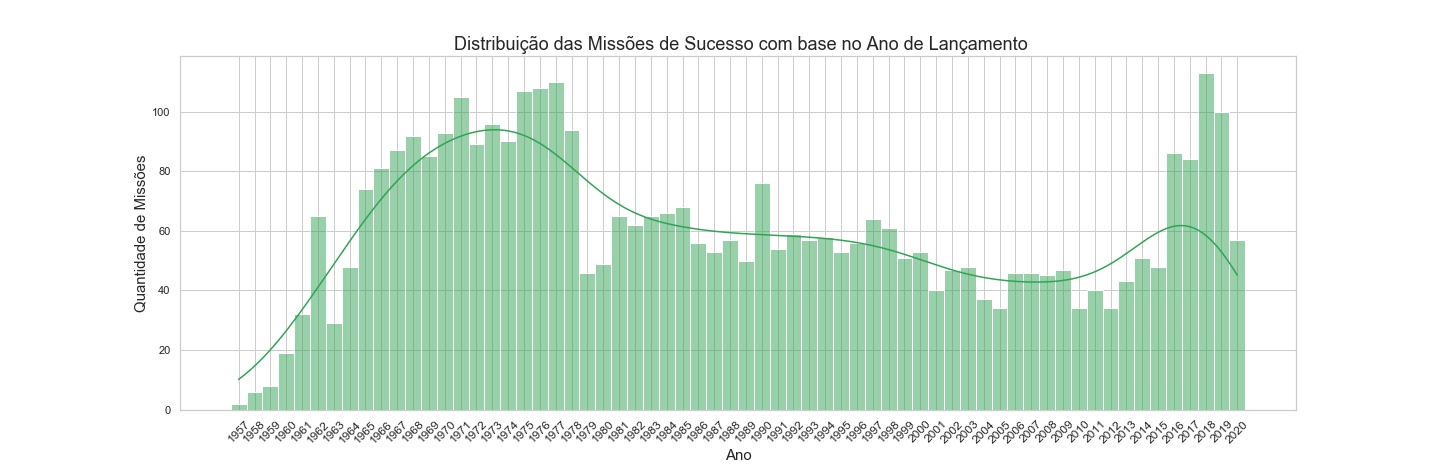 Distribuição das Missões de Sucesso com base no Ano de Lançamento
Quantidade de Missões
100
80
60
40
20
0
1957 1958 1959 1960 1961 1962 1963 1964 1965 1966 1967 1968 1969 1970 1971 1972 1973 1974 1975 1976 1977 1978 1979 1980 1981 1982 1983 1984 1985 1986 1987 1988 1989 1990 1991 1992 1993 1994 1995 1996 1997 1998 1999 2000 2001 2002 2003 2004 2005 2006 2007 2008 2009 2010 2011 2012 2013 2014 2015 2016 2017 2018 2019 2020
Ano